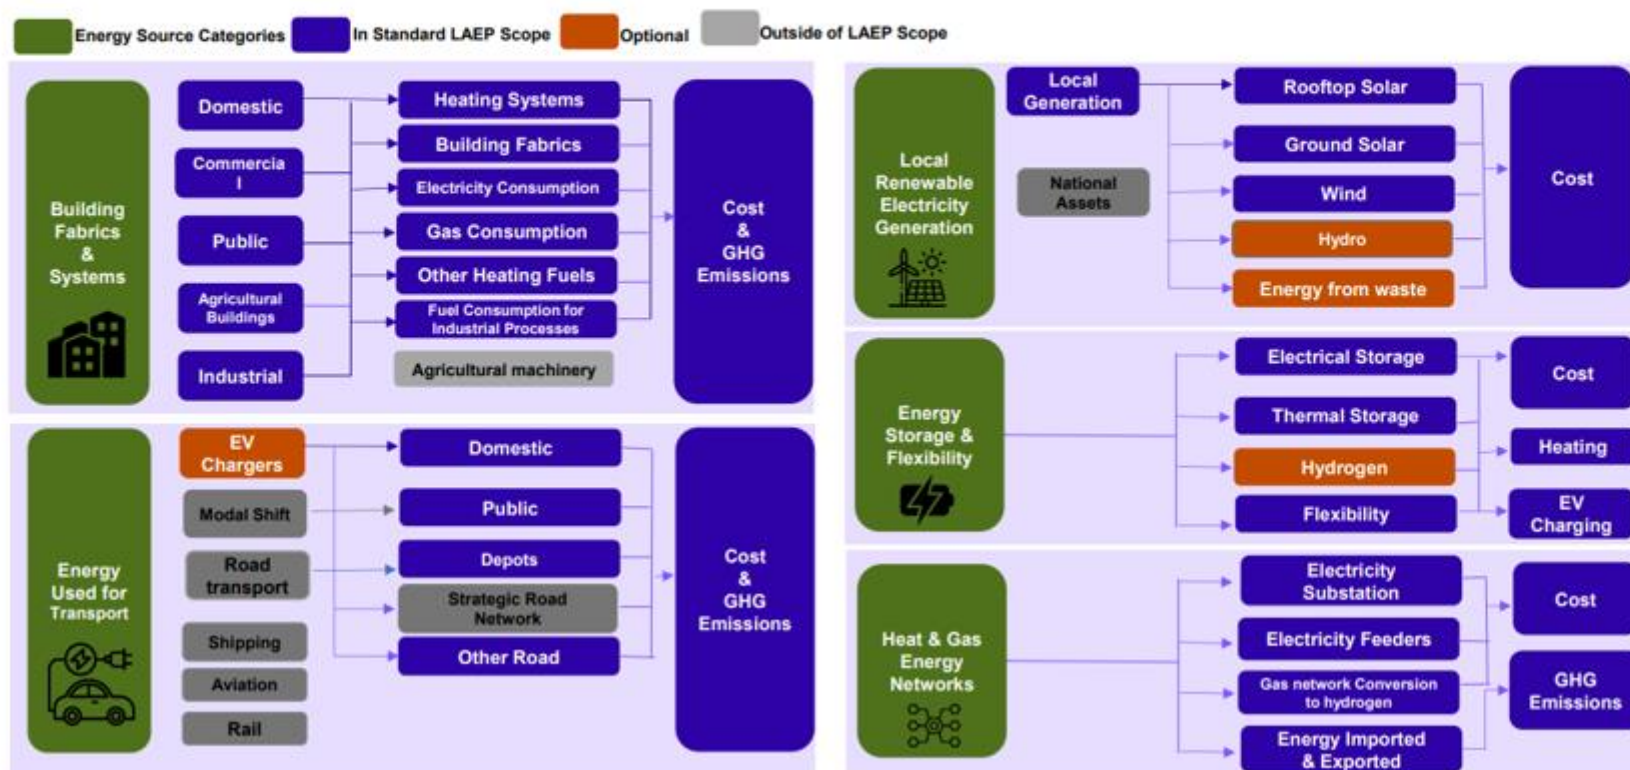 Energy Source Categories
In Standard LAEP Scope
Optional
Outside of LAEP Scope
Building
Fabrics
&
Systems
Domestic
Commercia
l
Public
Agricultural
Buildings
Industrial
Heating Systems
Building Fabrics
Electricity Consumption
Gas Consumption
Other Heating Fuels
Fuel Consumption for
Industrial Processes
Agricultural machinery
Cost
&
GHG
Emissions
Energy
Used for
Transport
EV
Chargers
Modal Shift
Road
transport
Shipping
Aviation
Rail
Domestic
Public
Depots
Strategic Road
Network
Other Road
Cost
&
GHG
Emissions
Local
Renewable
Electricity
Generation
Local
Generation
National
Assets
Rooftop Solar
Ground Solar
Wind
Hydro
Energy from waste
Cost
Energy
Storage &
Flexibility
Electrical Storage
Thermal Storage
Hydrogen
Flexibility
Cost
Heating
EV
Charging
Heat & Gas
Energy
Networks
Electricity
Substation
Electricity Feeders
Gas network Conversion
to hydrogen
Energy Imported
& Exported
Cost
GHG
Emissions